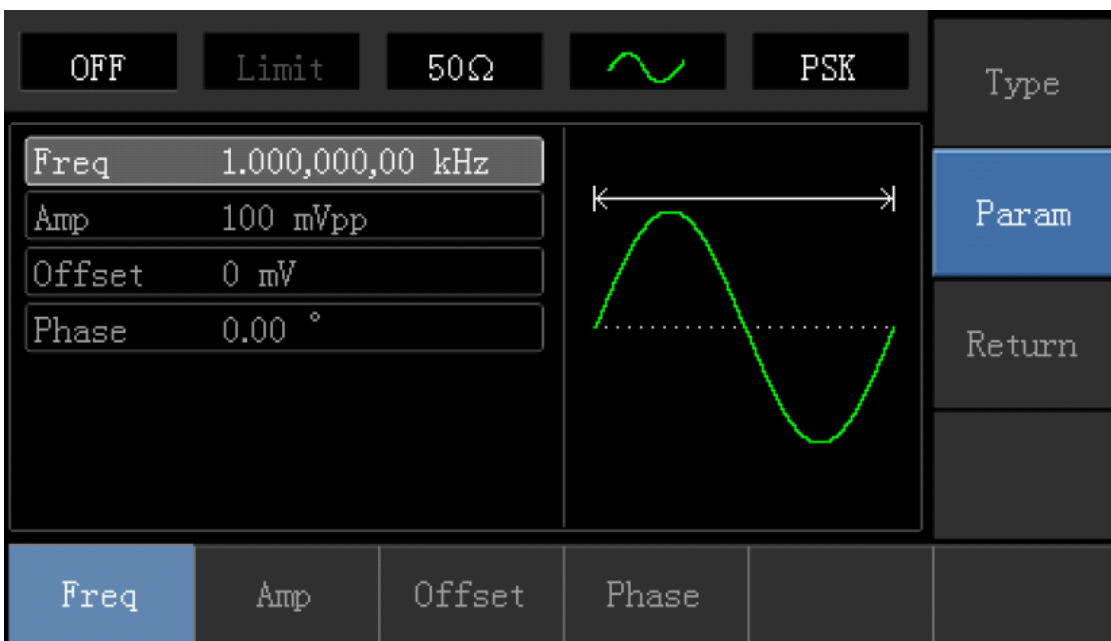 OFF Limit 50Ω PSK
Type
Freq 1.000,000,00 kHz
Amp 100 mVpp
Offset 0 mV
Phase 0.00 °
Param
Return
Freq Amp Offset Phase